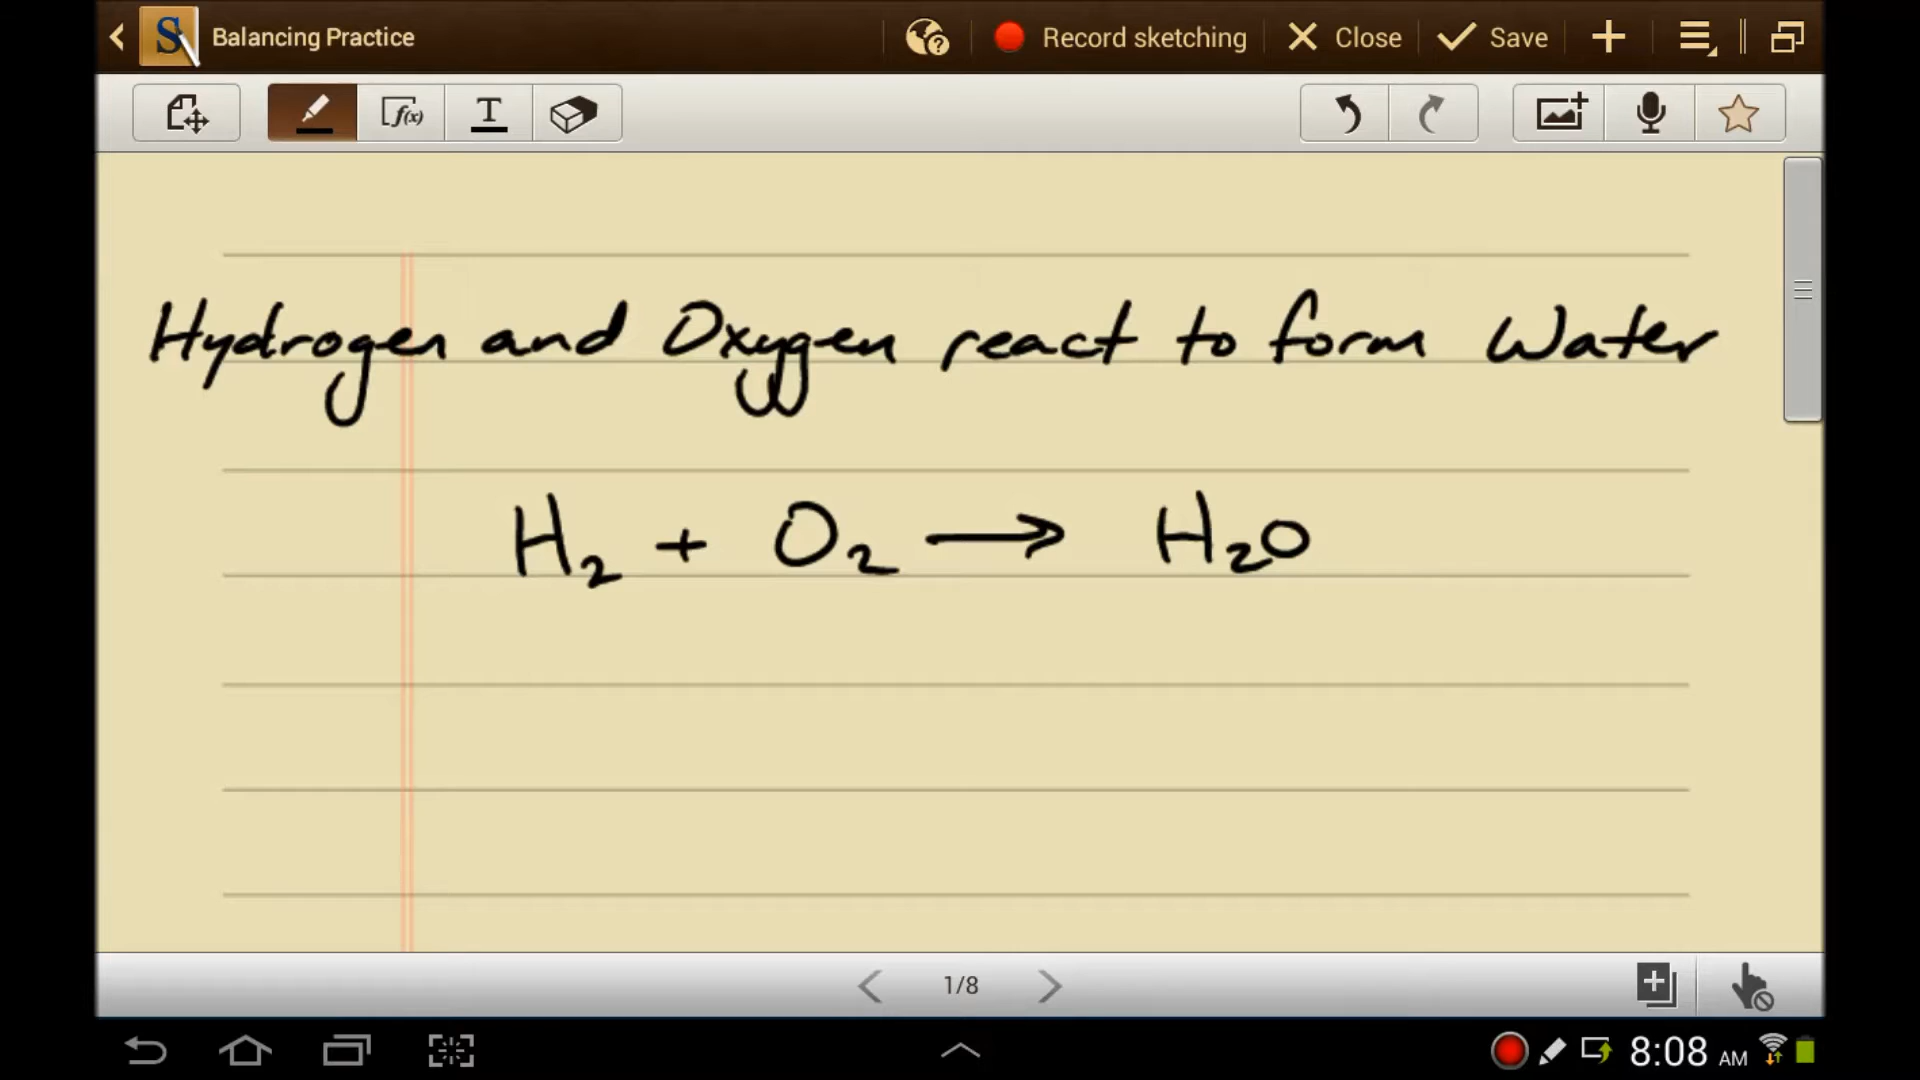 Balancing Practice Record sketching Close Save
Hydrogen and Oxygen react to form Water
H₂ + O₂ → H₂O
1/8
8:08 AM